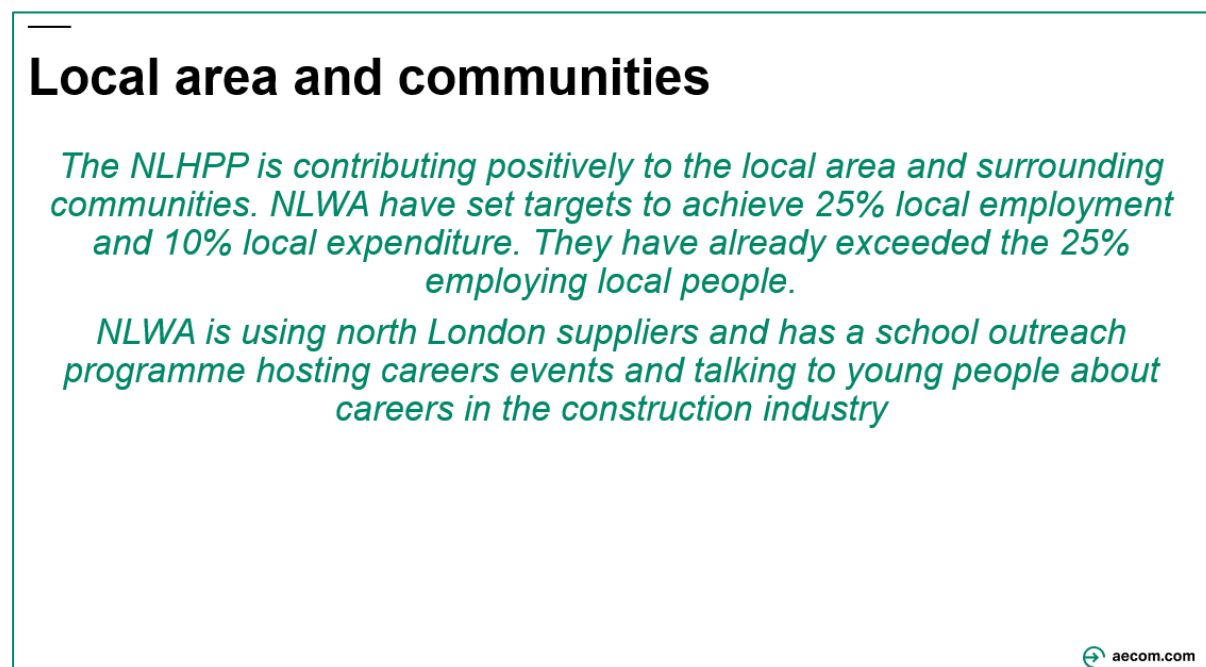 Local area and communities
The NLHPP is contributing positively to the local area and surrounding
communities. NLWA have set targets to achieve 25% local employment
and 10% local expenditure. They have already exceeded the 25%
employing local people.
NLWA is using north London suppliers and has a school outreach
programme hosting careers events and talking to young people about
careers in the construction industry
aecom.com